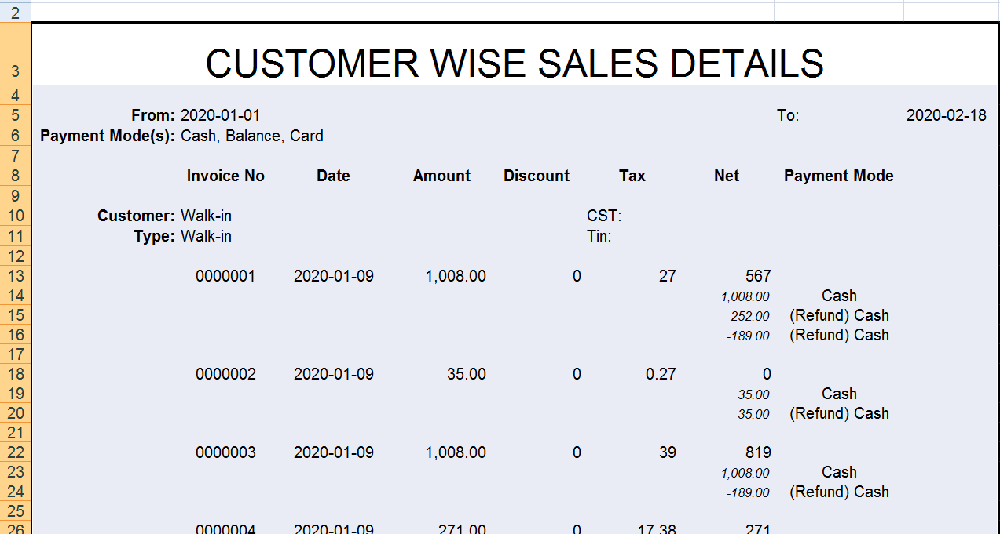 2
3 CUSTOMER WISE SALES DETAILS
4
5 From: 2020-01-01 To: 2020-02-18
6 Payment Mode(s): Cash, Balance, Card
7
8 Invoice No Date Amount Discount Tax Net Payment Mode
9
10 Customer: Walk-in CST:
11 Type: Walk-in Tin:
12
13 0000001 2020-01-09 1,008.00 0 27 567
14 1,008.00 Cash
15 -252.00 (Refund) Cash
16 -189.00 (Refund) Cash
17
18 0000002 2020-01-09 35.00 0 0.27 0
19 35.00 Cash
20 -35.00 (Refund) Cash
21
22 0000003 2020-01-09 1,008.00 0 39 819
23 1,008.00 Cash
24 -189.00 (Refund) Cash
25
26 0000004 2020-01-09 271.00 0 17.38 271